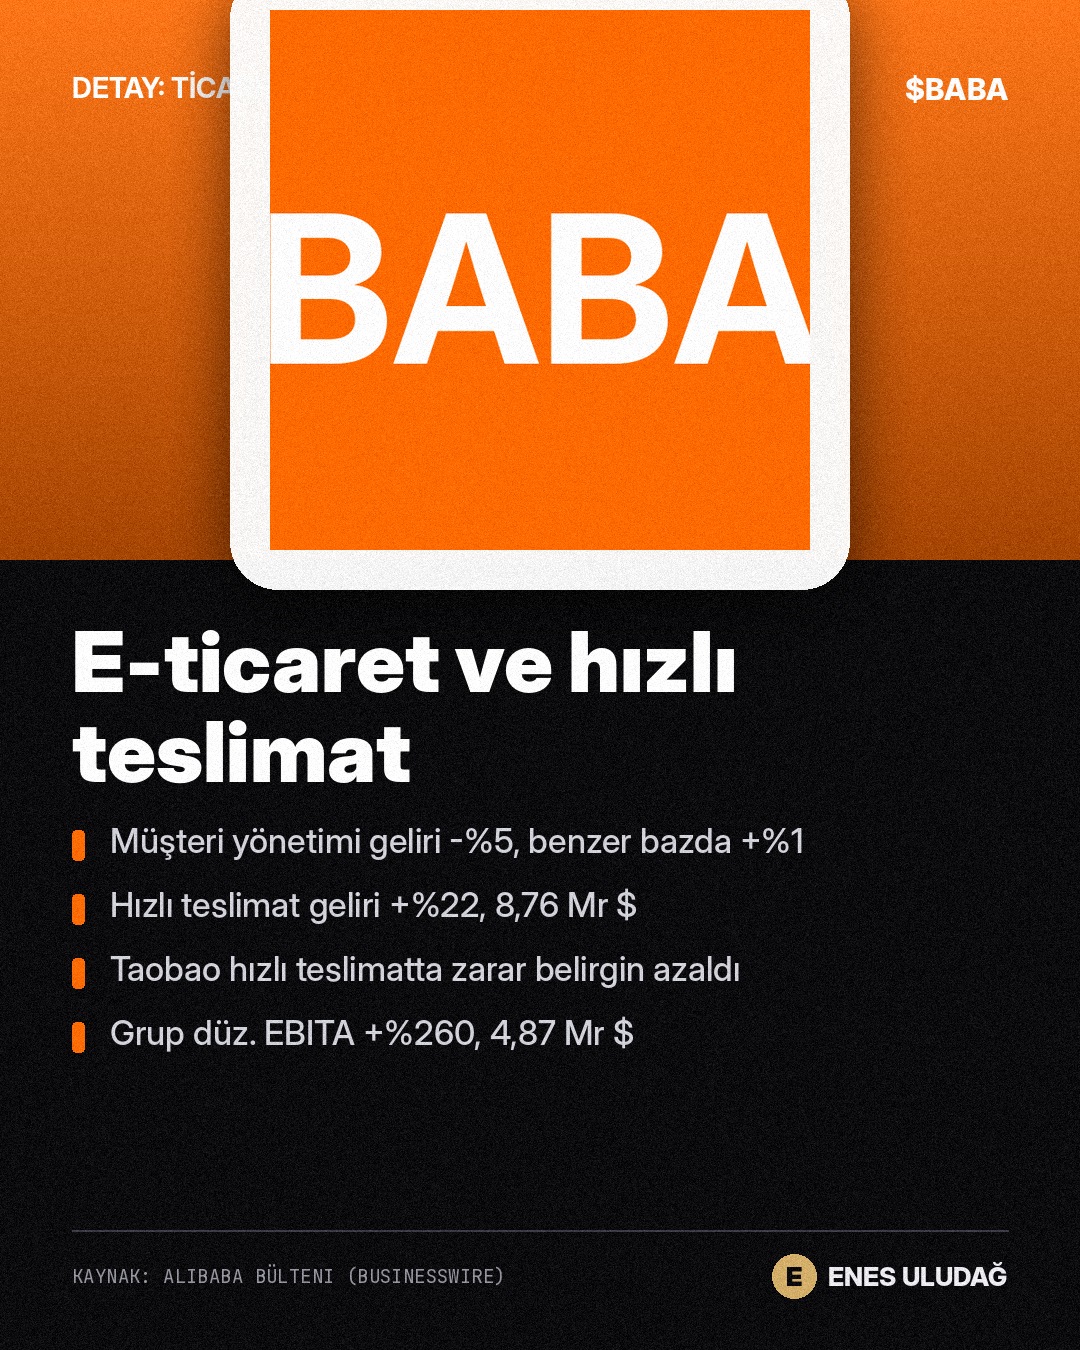 DETAY: TİCA
$BABA
BABA
E-ticaret ve hızlı
teslimat
Müşteri yönetimi geliri -%5, benzer bazda +%1
Hızlı teslimat geliri +%22, 8,76 Mr $
Taobao hızlı teslimatta zarar belirgin azaldı
Grup düz. EBITA +%260, 4,87 Mr $
KAYNAK: ALIBABA BÜLTENI (BUSINESSWIRE)
E ENES ULUDAĞ